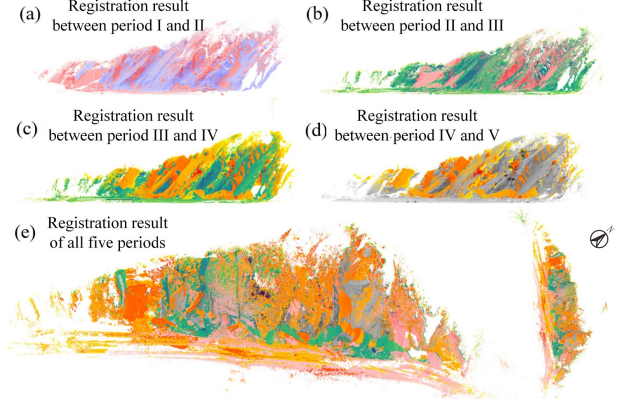 (a)
Registration result
between period I and II
(b)
Registration result
between period II and III
(c)
Registration result
between period III and IV
(d)
Registration result
between period IV and V
(e)
Registration result
of all five periods
N